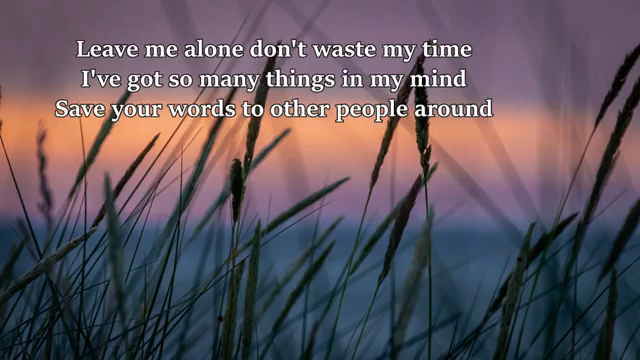 Leave me alone don't waste my time
I've got so many things in my mind
Save your words to other people around